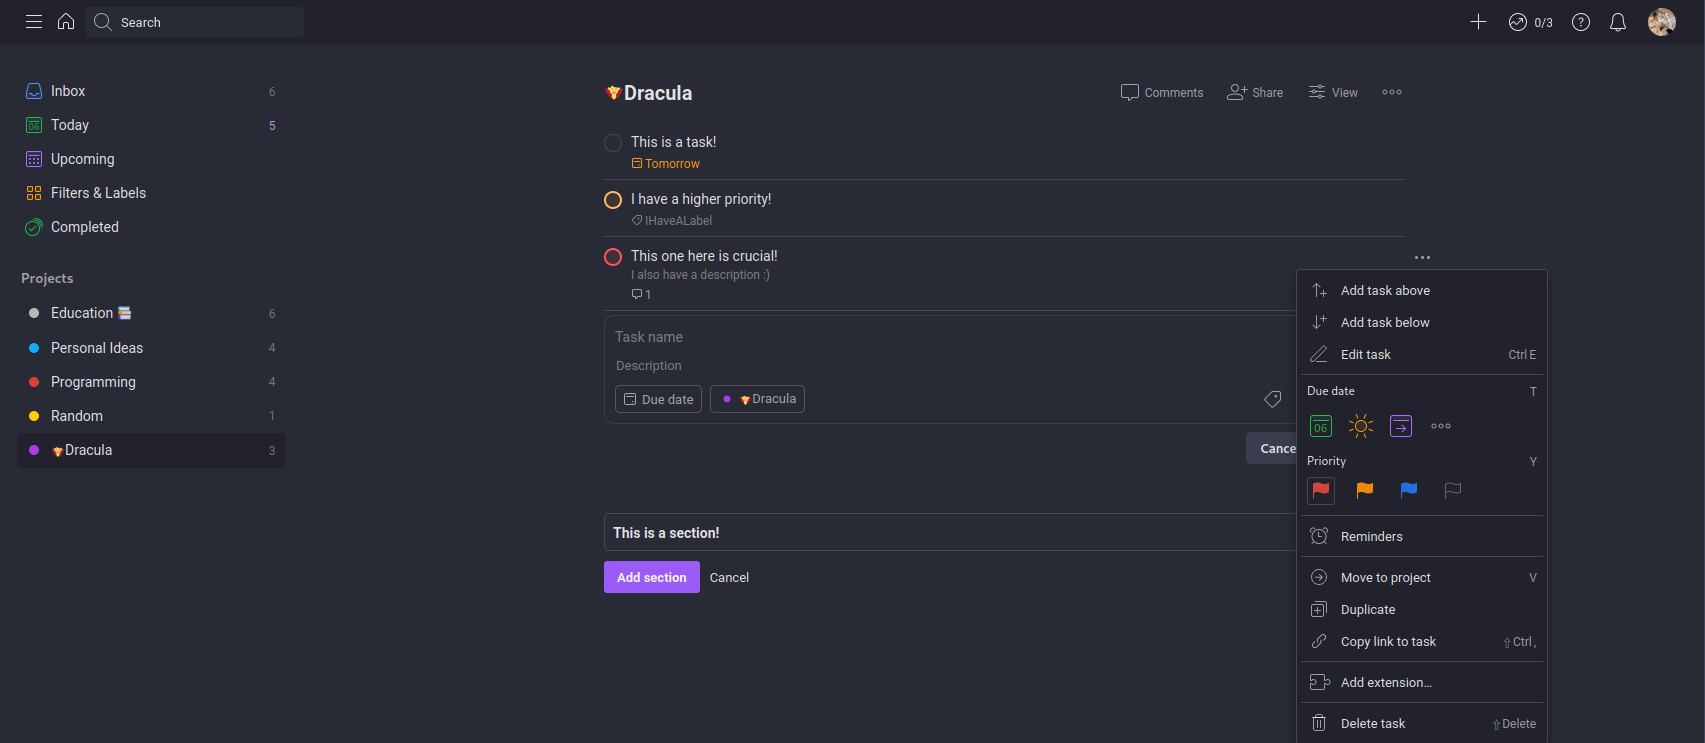 Search
0/3
Inbox 6
Today 5
Upcoming
Filters & Labels
Completed
Projects
Education 6
Personal Ideas 4
Programming 4
Random 1
Dracula 3
Dracula
Comments Share View
This is a task!
Tomorrow
I have a higher priority!
IHaveALabel
This one here is crucial!
I also have a description :)
1
Task name
Description
Due date Dracula
Cance
This is a section!
Add section Cancel
Add task above
Add task below
Edit task Ctrl E
Due date T
06
Priority Y
Reminders
Move to project V
Duplicate
Copy link to task ⇧ Ctrl ,
Add extension…
Delete task ⇧ Delete